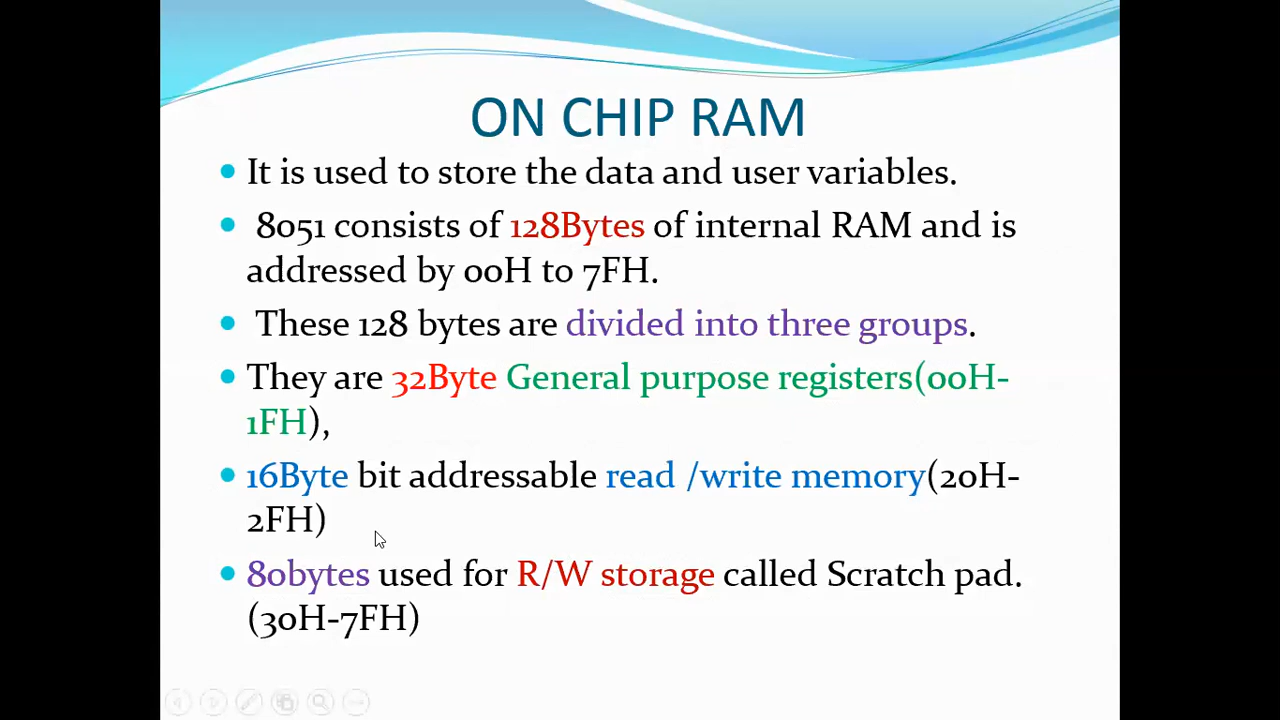 ON CHIP RAM
It is used to store the data and user variables.
8051 consists of 128Bytes of internal RAM and is
addressed by 00H to 7FH.
These 128 bytes are divided into three groups.
They are 32Byte General purpose registers(00H-
1FH),
16Byte bit addressable read /write memory(20H-
2FH)
80bytes used for R/W storage called Scratch pad.
(30H-7FH)